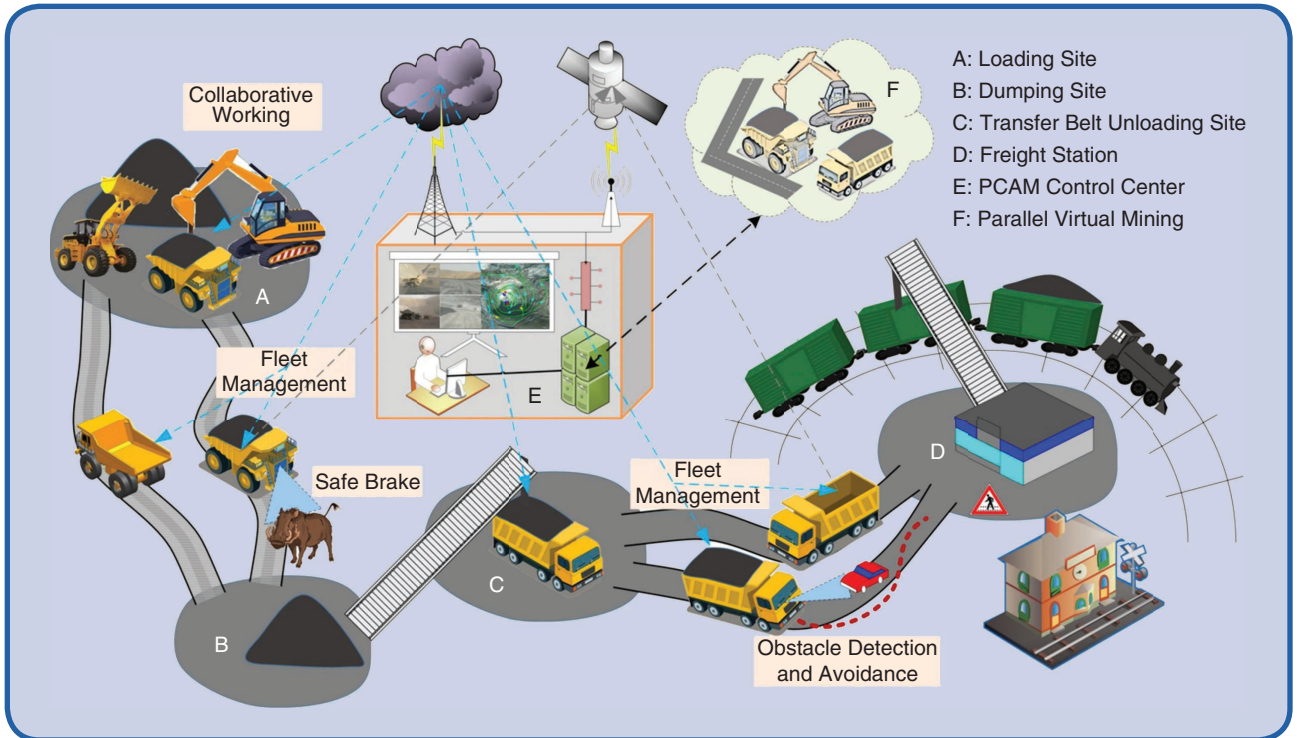 Collaborative
Working
F
A: Loading Site
B: Dumping Site
C: Transfer Belt Unloading Site
D: Freight Station
E: PCAM Control Center
F: Parallel Virtual Mining
A
Fleet
Management
E
Safe Brake
Fleet
Management
D
C
B
Obstacle Detection
and Avoidance